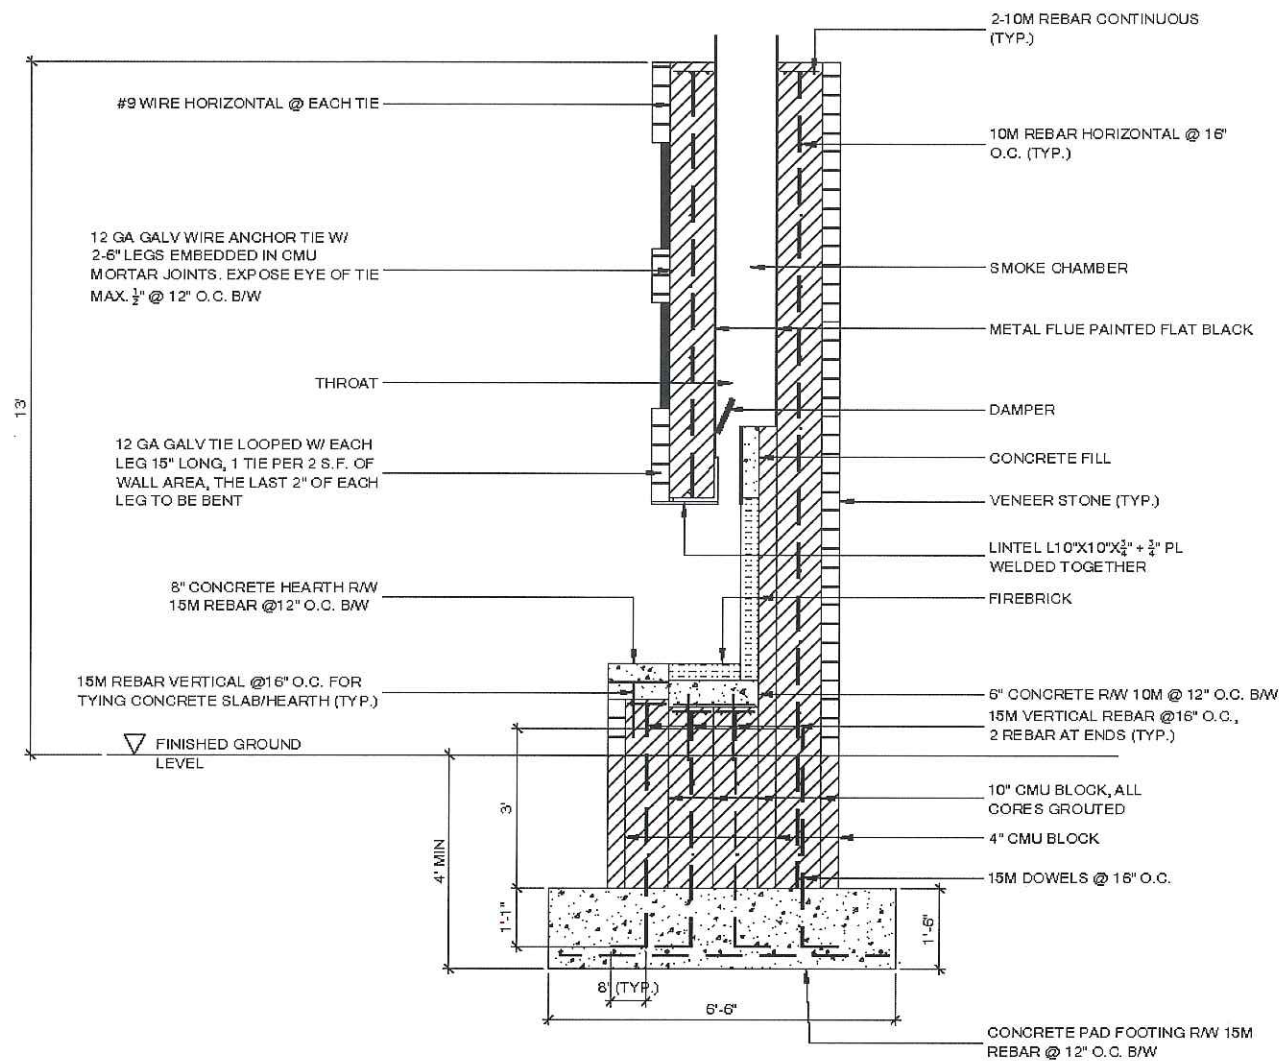 2-10M REBAR CONTINUOUS
(TYP.)
#9 WIRE HORIZONTAL @ EACH TIE
10M REBAR HORIZONTAL @ 16"
O.C. (TYP.)
12 GA GALV WIRE ANCHOR TIE W/
2-6" LEGS EMBEDDED IN CMU
MORTAR JOINTS. EXPOSE EYE OF TIE
MAX. ½" @ 12" O.C. B/W
SMOKE CHAMBER
METAL FLUE PAINTED FLAT BLACK
THROAT
DAMPER
13'
12 GA GALV TIE LOOPED W/ EACH
LEG 15" LONG, 1 TIE PER 2 S.F. OF
WALL AREA, THE LAST 2" OF EACH
LEG TO BE BENT
CONCRETE FILL
VENEER STONE (TYP.)
LINTEL L10"X10"X¾" + ¾" PL
WELDED TOGETHER
8" CONCRETE HEARTH R/W
15M REBAR @12" O.C. B/W
FIREBRICK
15M REBAR VERTICAL @16" O.C. FOR
TYING CONCRETE SLAB/HEARTH (TYP.)
6" CONCRETE R/W 10M @ 12" O.C. B/W
15M VERTICAL REBAR @16" O.C.,
2 REBAR AT ENDS (TYP.)
FINISHED GROUND
LEVEL
10" CMU BLOCK, ALL
CORES GROUTED
3'
4" CMU BLOCK
4' MIN
15M DOWELS @ 16" O.C.
1'-1"
1'-6"
8' (TYP.)
6'-6"
CONCRETE PAD FOOTING R/W 15M
REBAR @ 12" O.C. B/W